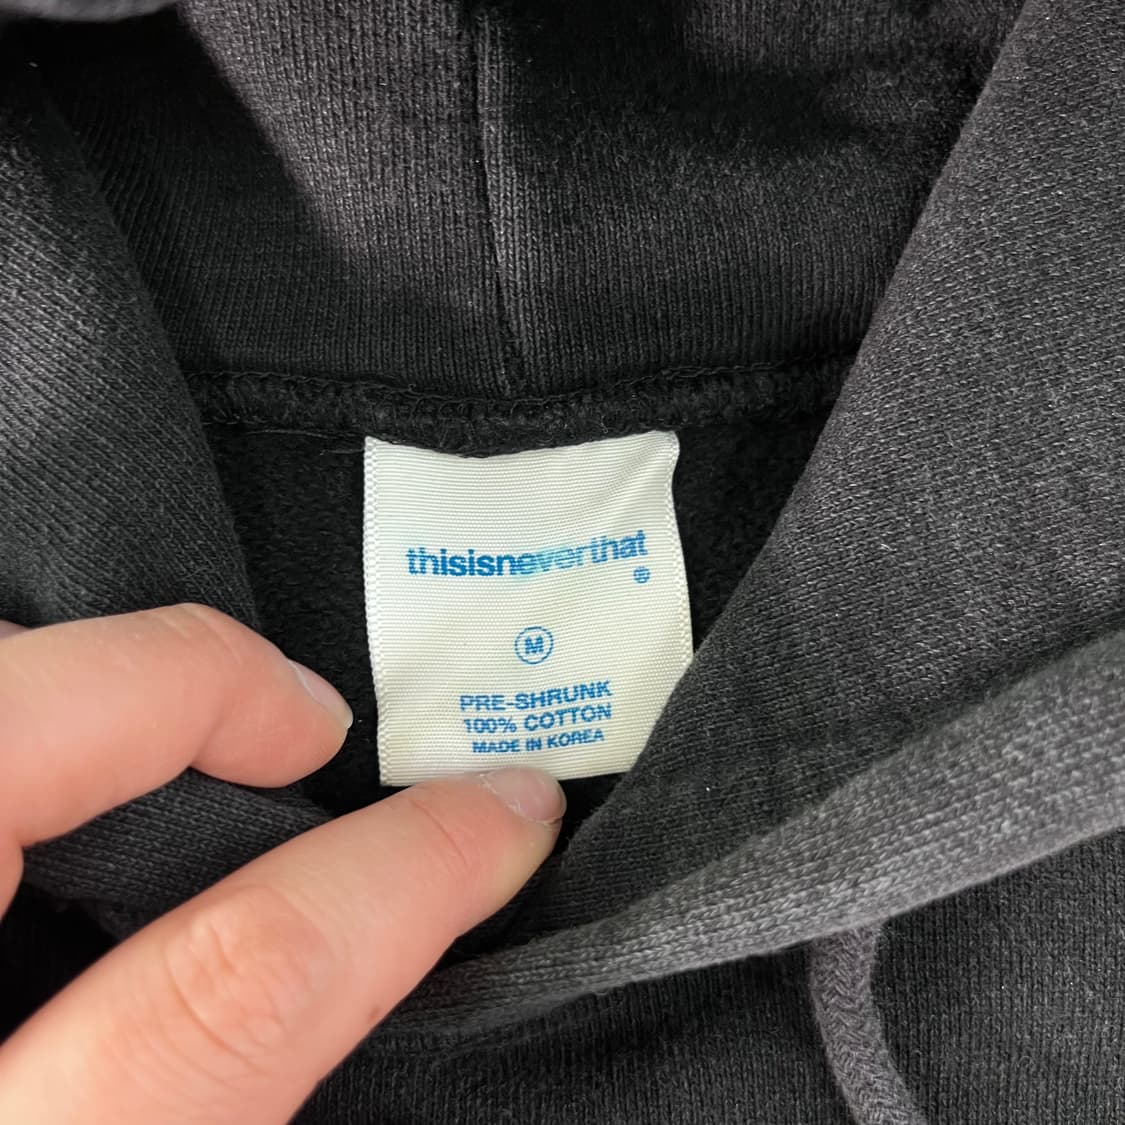 thisisneverthat
®
M
PRE-SHRUNK
100% COTTON
MADE IN KOREA